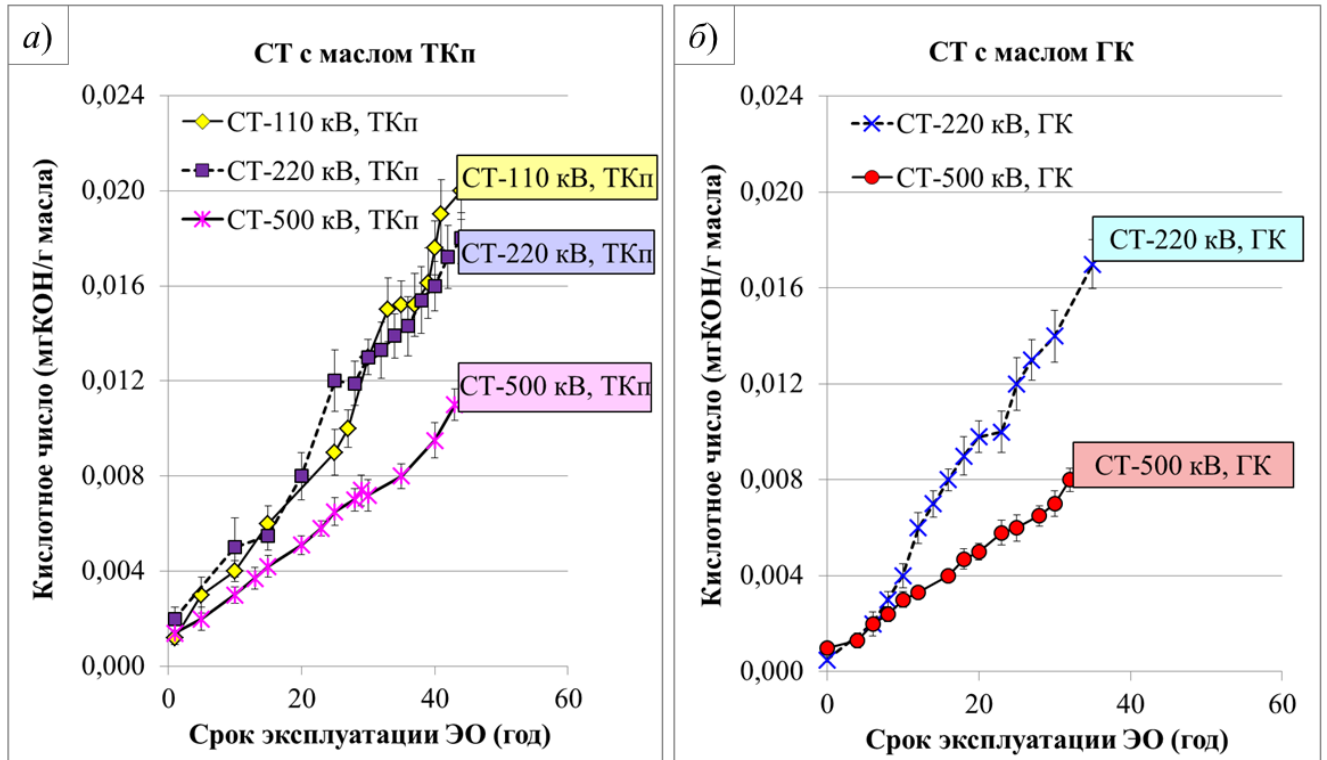 а)
СТ с маслом ТКп
Кислотное число (мгКОН/г масла)
0,024
0,020
0,016
0,012
0,008
0,004
0,000
СТ-110 кВ, ТКп
СТ-220 кВ, ТКп
СТ-500 кВ, ТКп
СТ-110 кВ, ТКп
СТ-220 кВ, ТКп
СТ-500 кВ, ТКп
0 20 40 60
Срок эксплуатации ЭО (год)
б)
СТ с маслом ГК
Кислотное число (мгКОН/г масла)
0,024
0,020
0,016
0,012
0,008
0,004
0,000
СТ-220 кВ, ГК
СТ-500 кВ, ГК
СТ-220 кВ, ГК
СТ-500 кВ, ГК
0 20 40 60
Срок эксплуатации ЭО (год)